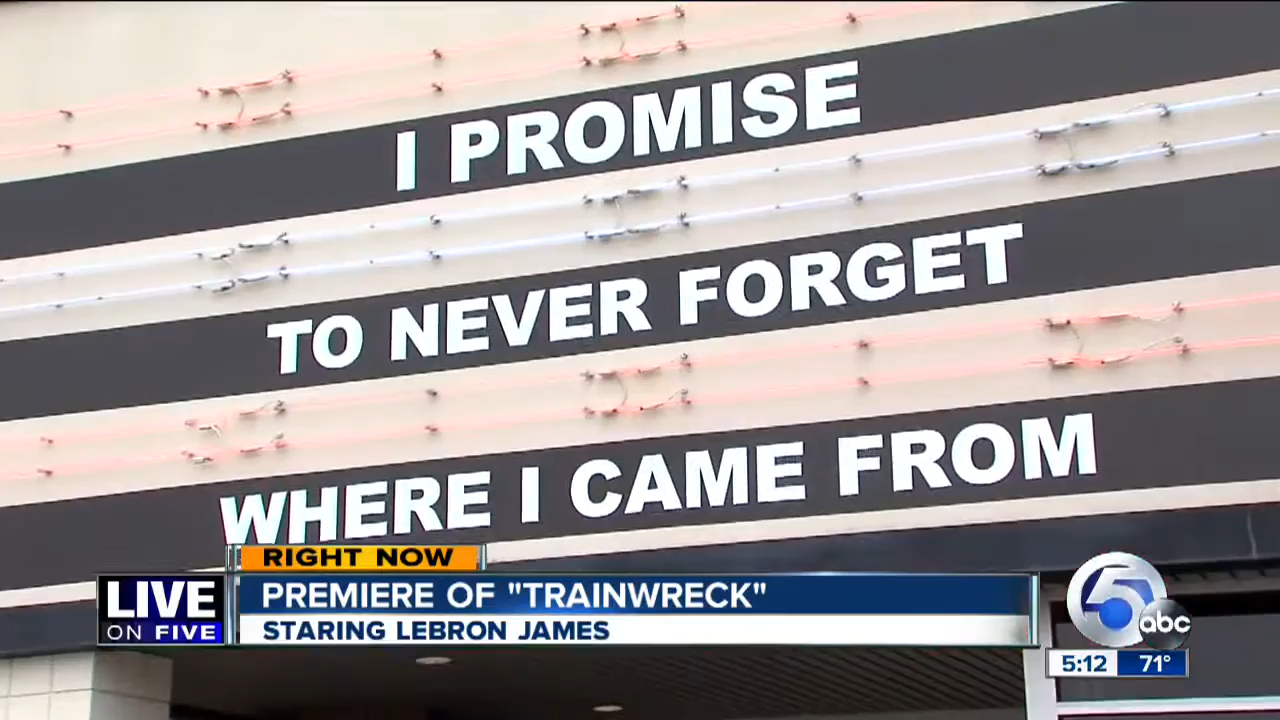 I PROMISE
TO NEVER FORGET
WHERE I CAME FROM
RIGHT NOW
LIVE
ON FIVE
PREMIERE OF "TRAINWRECK"
STARING LEBRON JAMES
5 abc
5:12 71°